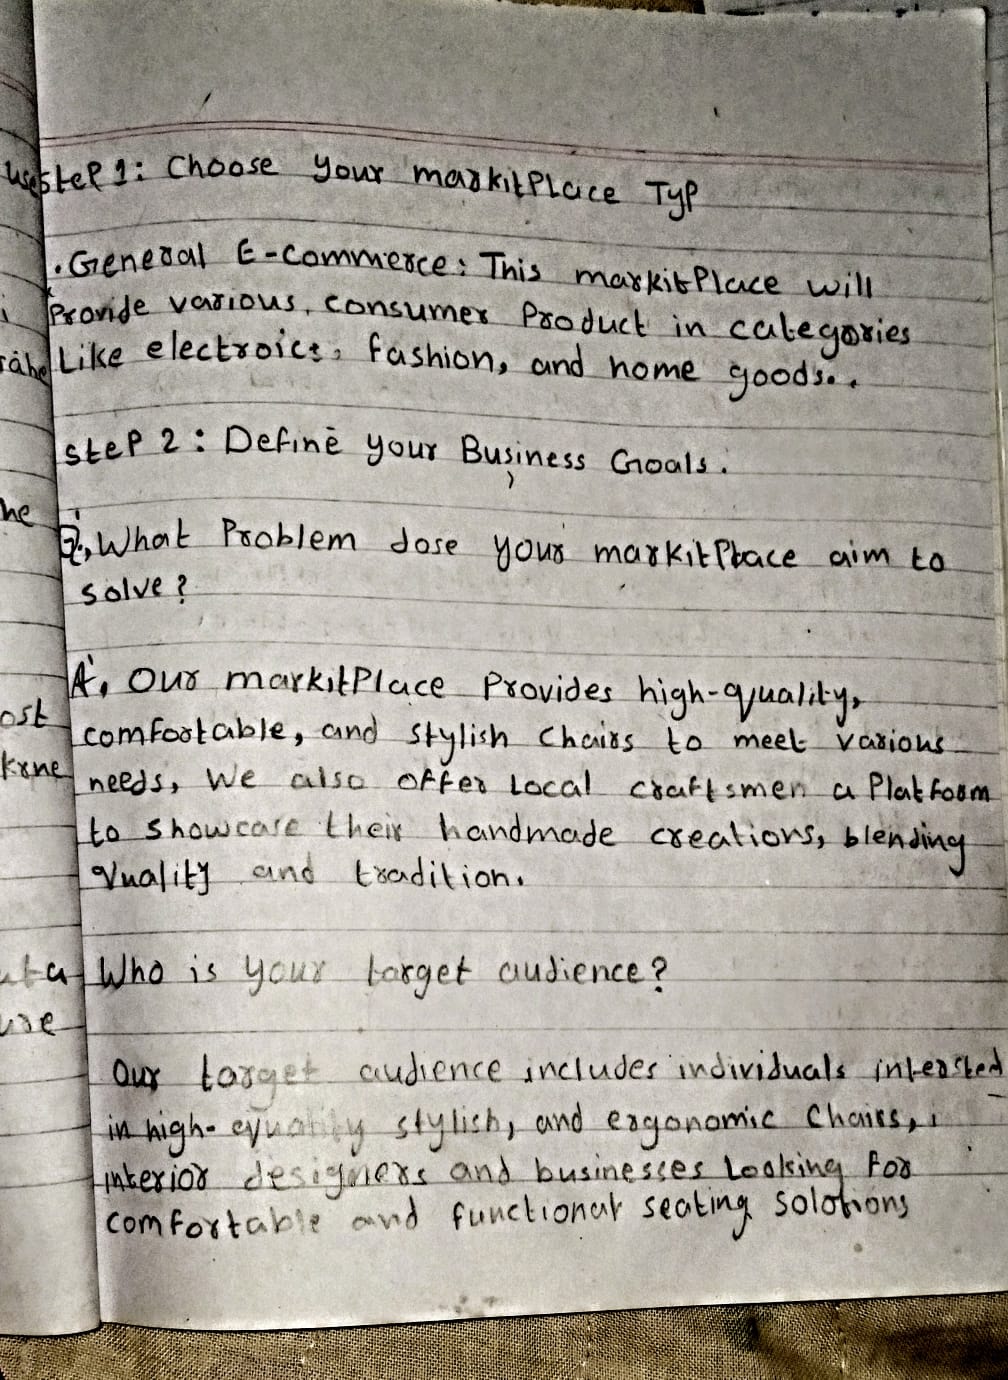 Step 1: Choose your markitPlace Typ
. General E-commerce: This markitPlace will
Provide various, consumer Product in categories
Like electroics, fashion, and home goods..
Step 2: Define your Business Goals.
Q, What Problem dose your markitPlace aim to
solve?
A, Our markitPlace Provides high-quality,
comfortable, and stylish Chairs to meet various
needs, We also offer Local craftsmen a Platform
to showcase their handmade creations, blending
quality and tradition.
Who is your target audience?
Our target audience includes individuals intersted
in high-quality stylish, and ergonomic Chairs,
interior designers and businesses Looking for
comfortable and functional seating solotions